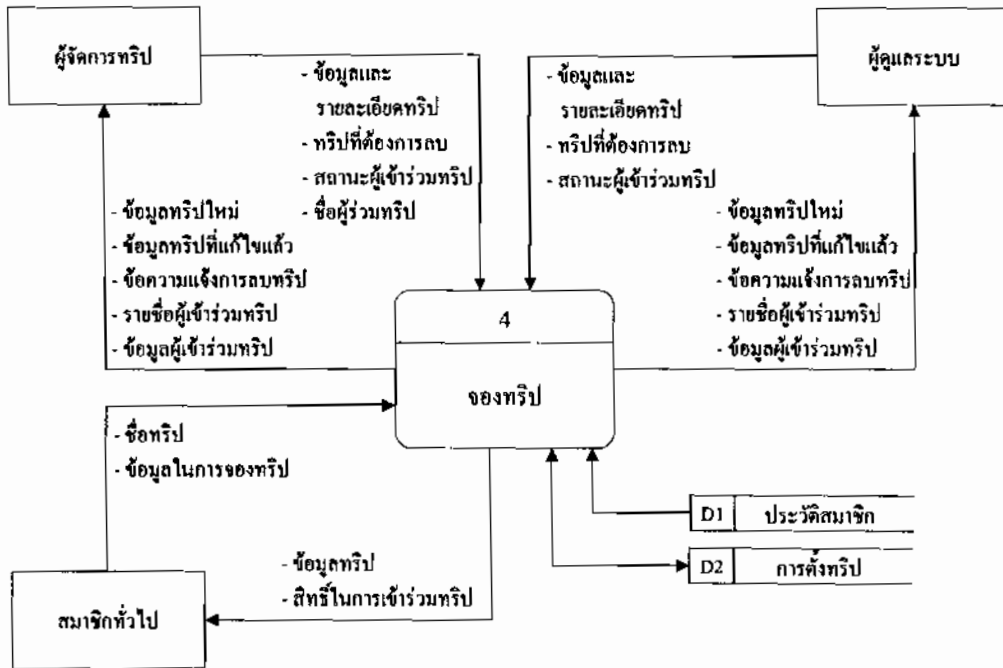 ผู้จัดการทริป
ผู้ดูแลระบบ
- ข้อมูลและ
รายละเอียดทริป
- ทริปที่ต้องการลบ
- สถานะผู้เข้าร่วมทริป
- ชื่อผู้ร่วมทริป
- ข้อมูลและ
รายละเอียดทริป
- ทริปที่ต้องการลบ
- สถานะผู้เข้าร่วมทริป
- ข้อมูลทริปใหม่
- ข้อมูลทริปที่แก้ไขแล้ว
- ข้อความแจ้งการลบทริป
- รายชื่อผู้เข้าร่วมทริป
- ข้อมูลผู้เข้าร่วมทริป
- ข้อมูลทริปใหม่
- ข้อมูลทริปที่แก้ไขแล้ว
- ข้อความแจ้งการลบทริป
- รายชื่อผู้เข้าร่วมทริป
- ข้อมูลผู้เข้าร่วมทริป
4
จองทริป
- ชื่อทริป
- ข้อมูลในการจองทริป
D1 ประวัติสมาชิก
D2 การตั้งทริป
- ข้อมูลทริป
- สิทธิ์ในการเข้าร่วมทริป
สมาชิกทั่วไป